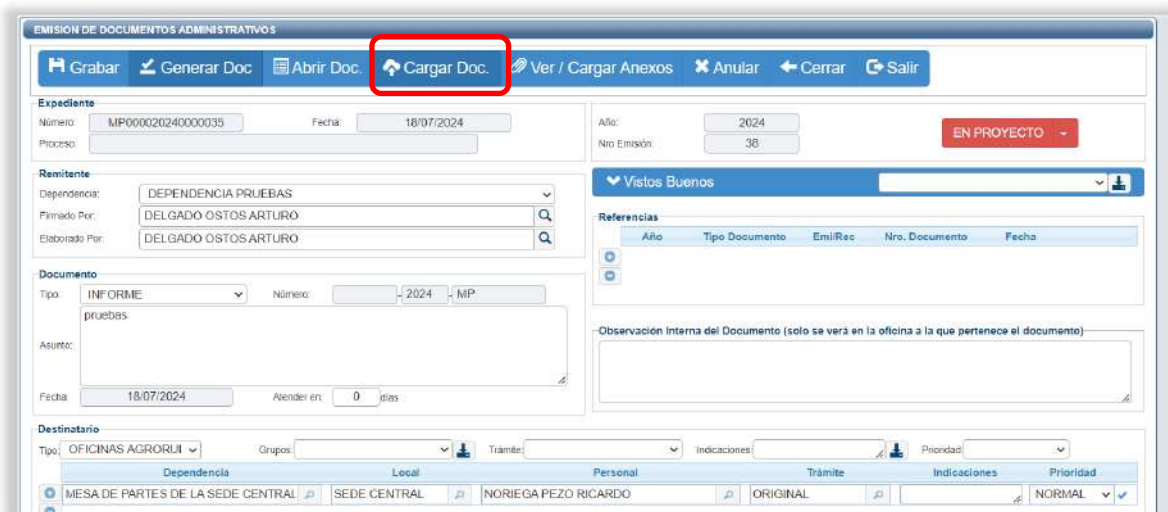 EMISION DE DOCUMENTOS ADMINISTRATIVOS
Grabar Generar Doc Abrir Doc. Cargar Doc. Ver / Cargar Anexos Anular Cerrar Salir
Expediente
Número: MP000020240000035 Fecha: 18/07/2024 Año: 2024 EN PROYECTO
Proceso: Nro Emisión: 38
Remitente
Dependencia: DEPENDENCIA PRUEBAS Vistos Buenos
Firmado Por: DELGADO OSTOS ARTURO Referencias
Elaborado Por: DELGADO OSTOS ARTURO Año Tipo Documento Emi/Rec Nro. Documento Fecha
Documento
Tipo: INFORME Número: - 2024 - MP
pruebas
Asunto:
Observación Interna del Documento (solo se verá en la oficina a la que pertenece el documento)
Fecha: 18/07/2024 Atender en: 0 días
Destinatario
Tipo: OFICINAS AGRORUI Grupos: Trámite: Indicaciones: Prioridad:
Dependencia Local Personal Trámite Indicaciones Prioridad
MESA DE PARTES DE LA SEDE CENTRAL SEDE CENTRAL NORIEGA PEZO RICARDO ORIGINAL NORMAL